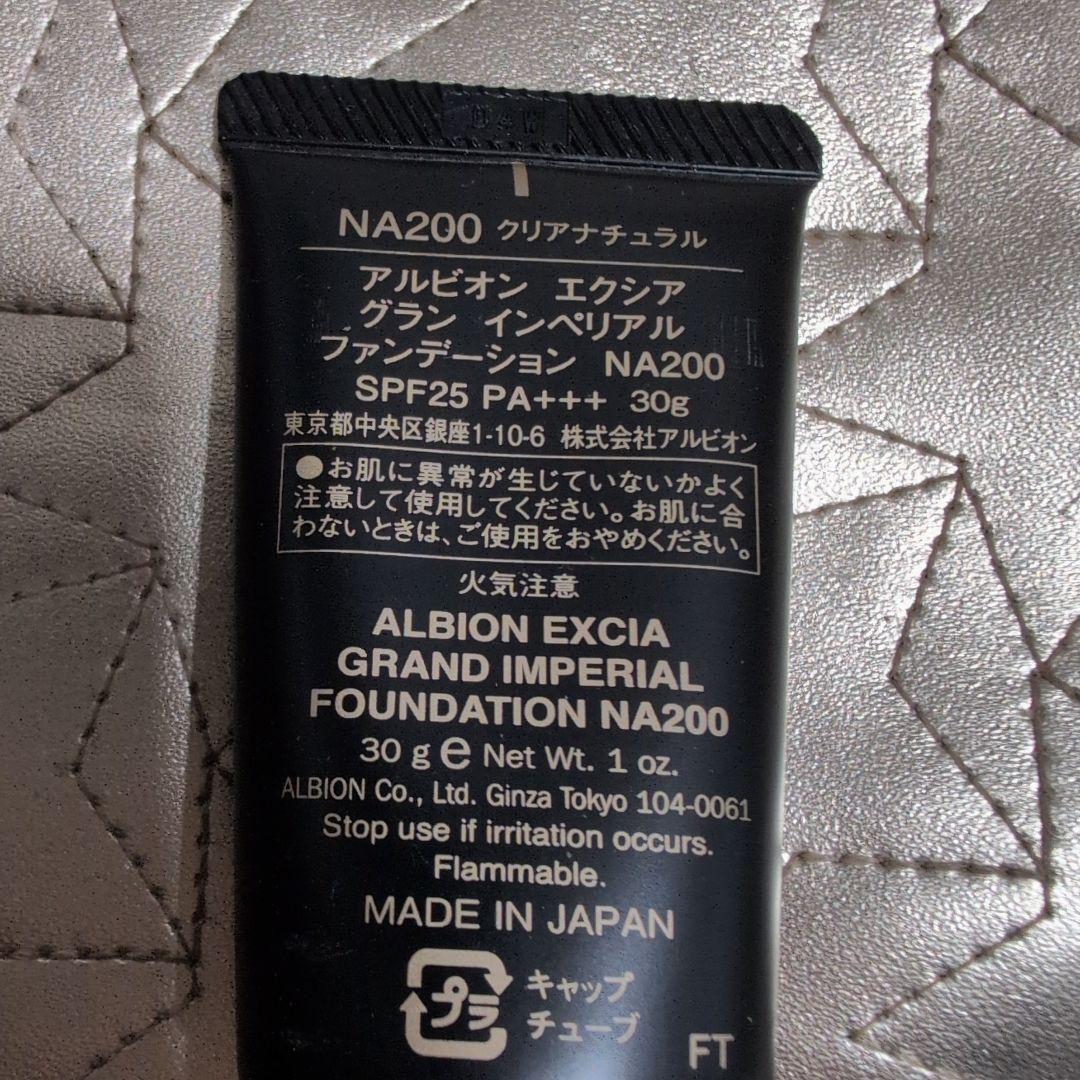 NA200 クリアナチュラル
アルビオン エクシア
グラン インペリアル
ファンデーション NA200
SPF25 PA+++ 30g
東京都中央区銀座1-10-6 株式会社アルビオン
●お肌に異常が生じていないかよく
注意して使用してください。お肌に合
わないときは、ご使用をおやめください。
火気注意
ALBION EXCIA
GRAND IMPERIAL
FOUNDATION NA200
30 g e Net Wt. 1 oz.
ALBION Co., Ltd. Ginza Tokyo 104-0061
Stop use if irritation occurs.
Flammable.
MADE IN JAPAN
プラ
キャップ
チューブ
FT